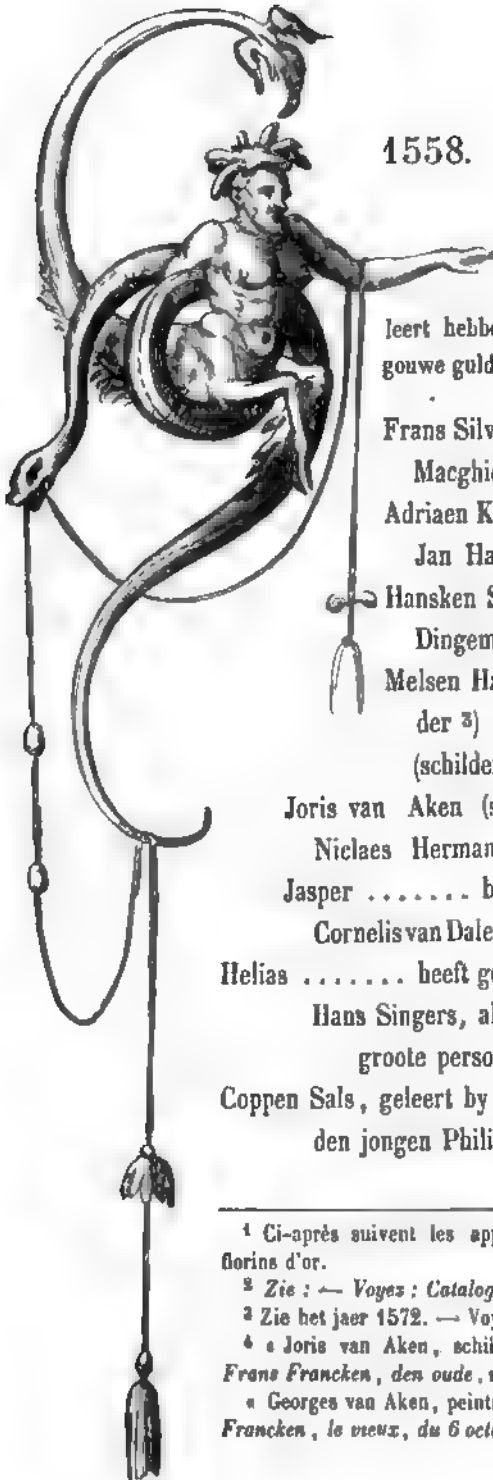 1558.
leert hebbe
gouwe guld
Frans Silv
Macghie
Adriaen K
Jan Ha
Hansken S
Dingem
Melsen Ha
der ³)
(schilde
Joris van Aken (s
Niclaes Herman
Jasper ....... b
Cornelis van Dale
Helias ....... heeft ge
Hans Singers, al
groote perso
Coppen Sals, geleert by
den jongen Phili
¹ Ci-après suivent les app
florins d'or.
² Zie : — Voyez : Catalog
³ Zie het jaer 1572. — Voy
⁴ « Joris van Aken, schil
Frans Francken, den oude,
« Georges van Aken, peint
Francken, le vieux, du 6 octo